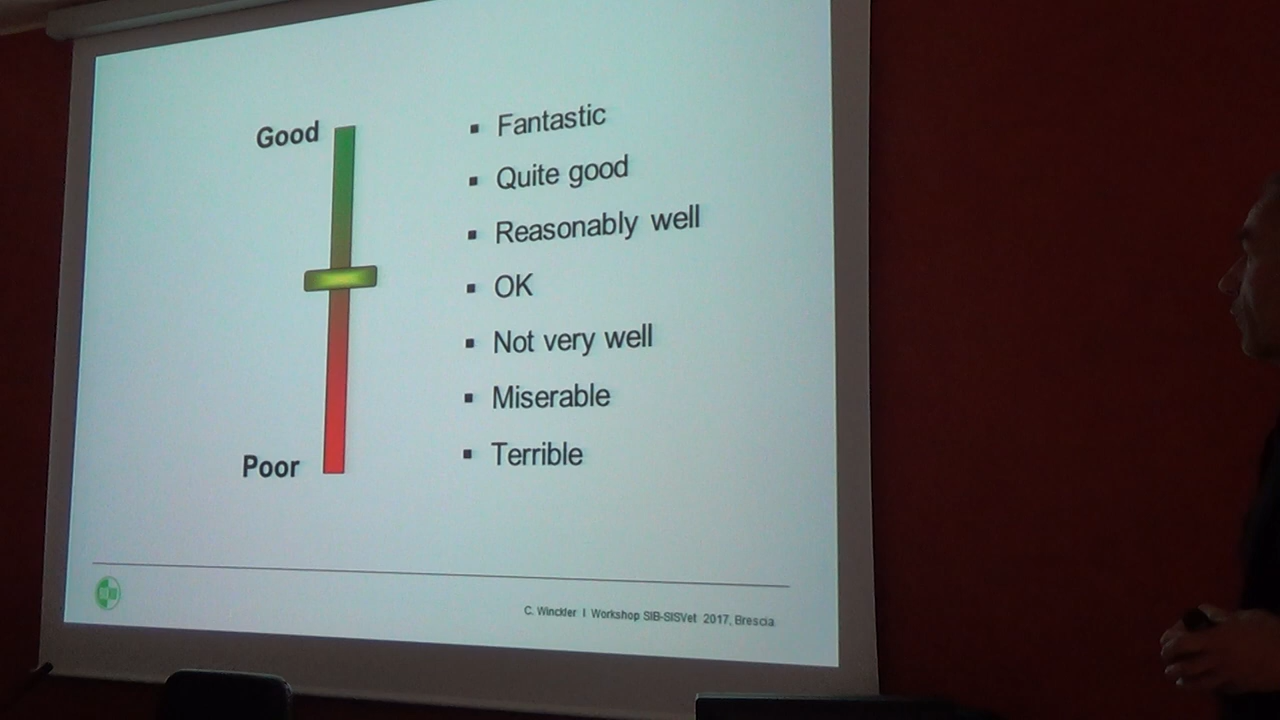 Good
Fantastic
Quite good
Reasonably well
OK
Not very well
Miserable
Terrible
Poor
C. Winckler I Workshop SIB-SISVet 2017, Brescia